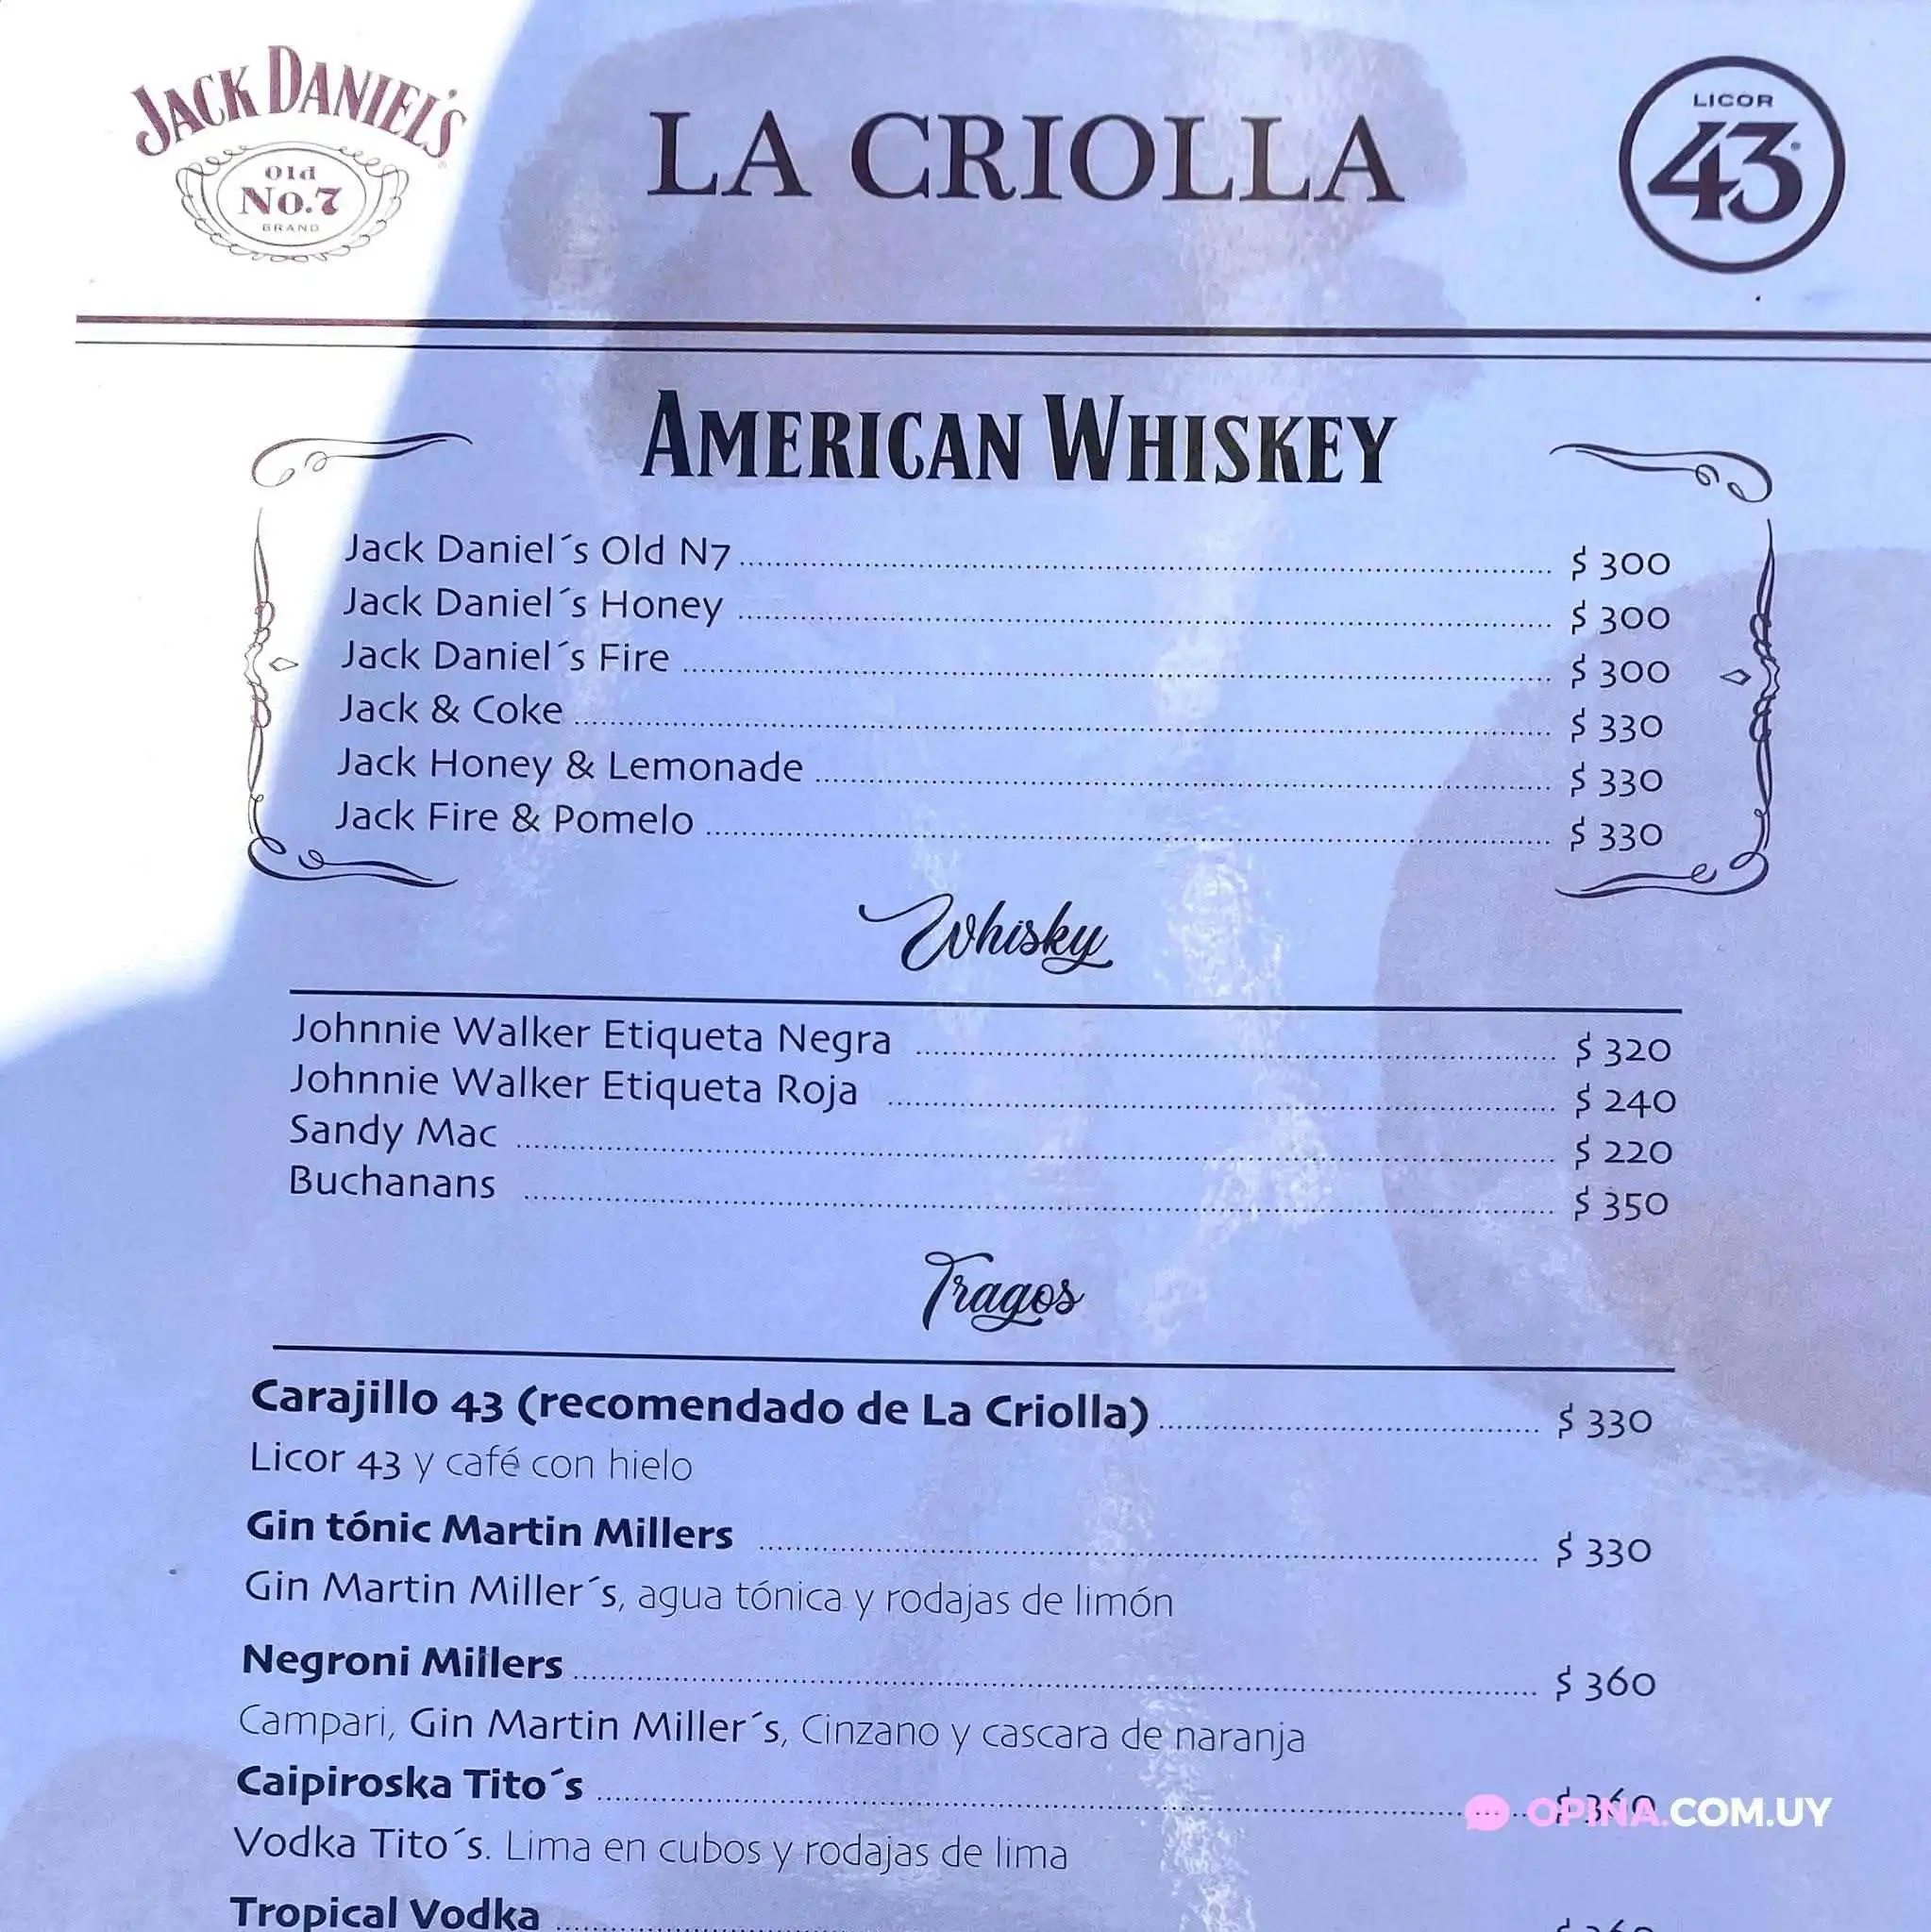 JACK DANIEL'S
Old
No.7
BRAND
LA CRIOLLA
LICOR
43
AMERICAN WHISKEY
Jack Daniel´s Old N7 $ 300
Jack Daniel´s Honey $ 300
Jack Daniel´s Fire $ 300
Jack & Coke $ 330
Jack Honey & Lemonade $ 330
Jack Fire & Pomelo $ 330
Whisky
Johnnie Walker Etiqueta Negra $ 320
Johnnie Walker Etiqueta Roja $ 240
Sandy Mac $ 220
Buchanans $ 350
Tragos
Carajillo 43 (recomendado de La Criolla) $ 330
Licor 43 y café con hielo
Gin tónic Martin Millers $ 330
Gin Martin Miller´s, agua tónica y rodajas de limón
Negroni Millers $ 360
Campari, Gin Martin Miller´s, Cinzano y cascara de naranja
Caipiroska Tito´s $ 360
OPINA.COM.UY
Vodka Tito´s. Lima en cubos y rodajas de lima
Tropical Vodka